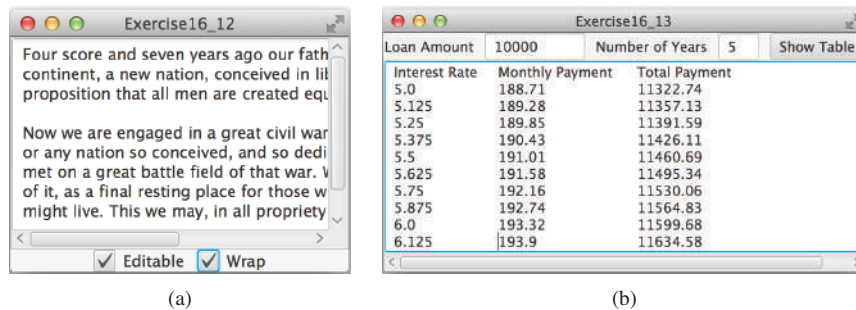 Exercise16_12
Four score and seven years ago our fath
continent, a new nation, conceived in lib
proposition that all men are created equ
Now we are engaged in a great civil war
or any nation so conceived, and so dedi
met on a great battle field of that war. W
of it, as a final resting place for those w
might live. This we may, in all propriety
Editable Wrap
(a)
Exercise16_13
Loan Amount 10000 Number of Years 5 Show Table
Interest Rate Monthly Payment Total Payment
5.0 188.71 11322.74
5.125 189.28 11357.13
5.25 189.85 11391.59
5.375 190.43 11426.11
5.5 191.01 11460.69
5.625 191.58 11495.34
5.75 192.16 11530.06
5.875 192.74 11564.83
6.0 193.32 11599.68
6.125 193.9 11634.58
(b)